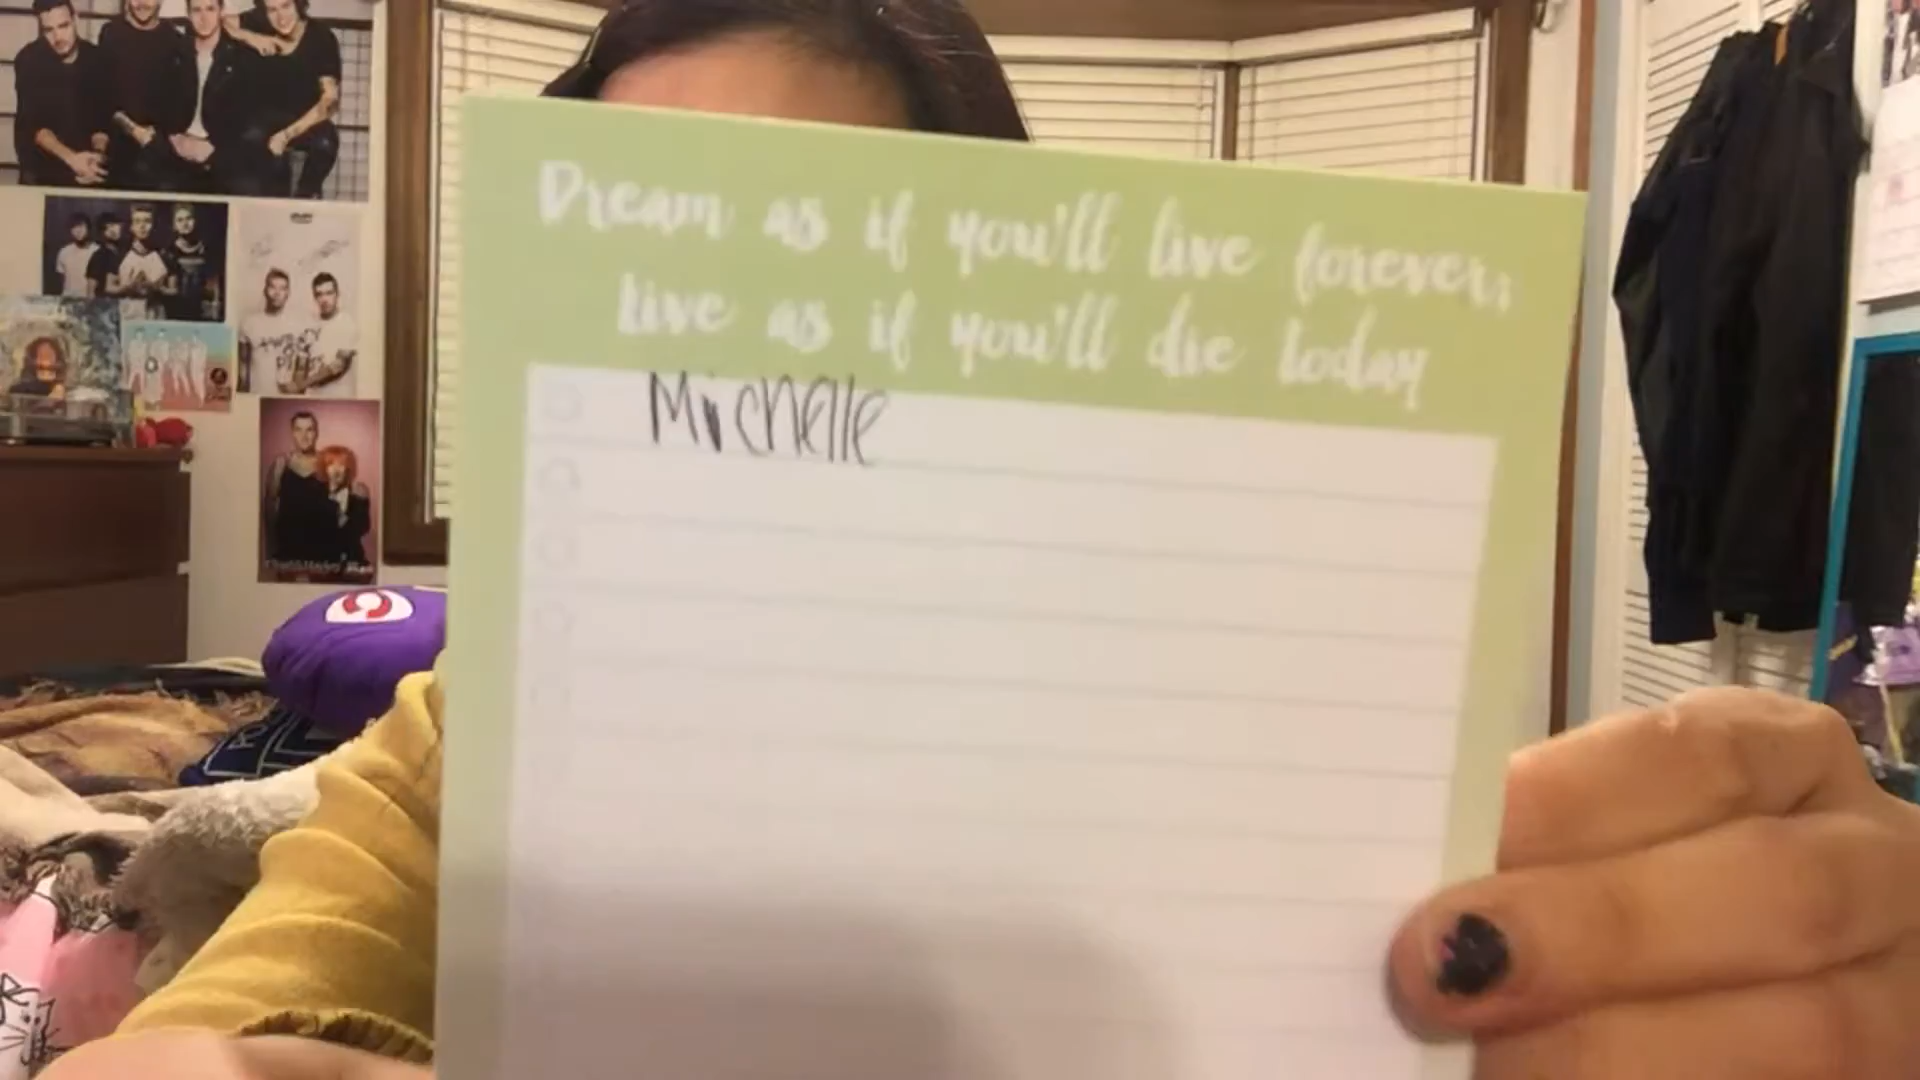 Dream as if you'll live forever;
live as if you'll die today
Michelle